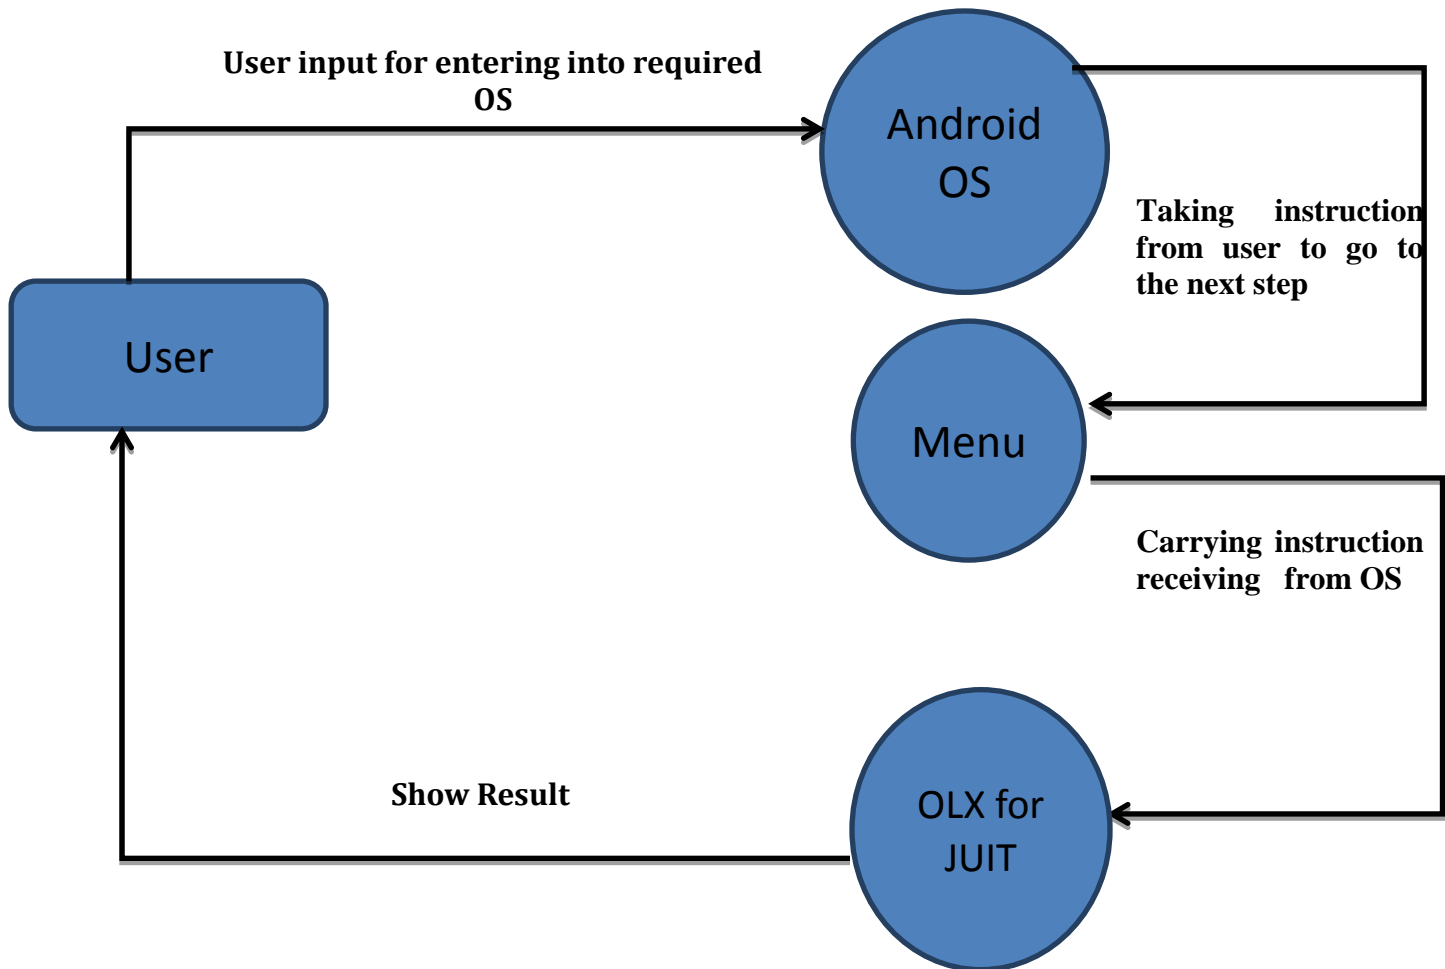 User input for entering into required
OS
Android
OS
Taking instruction
from user to go to
the next step
User
Menu
Carrying instruction
receiving from OS
Show Result
OLX for
JUIT